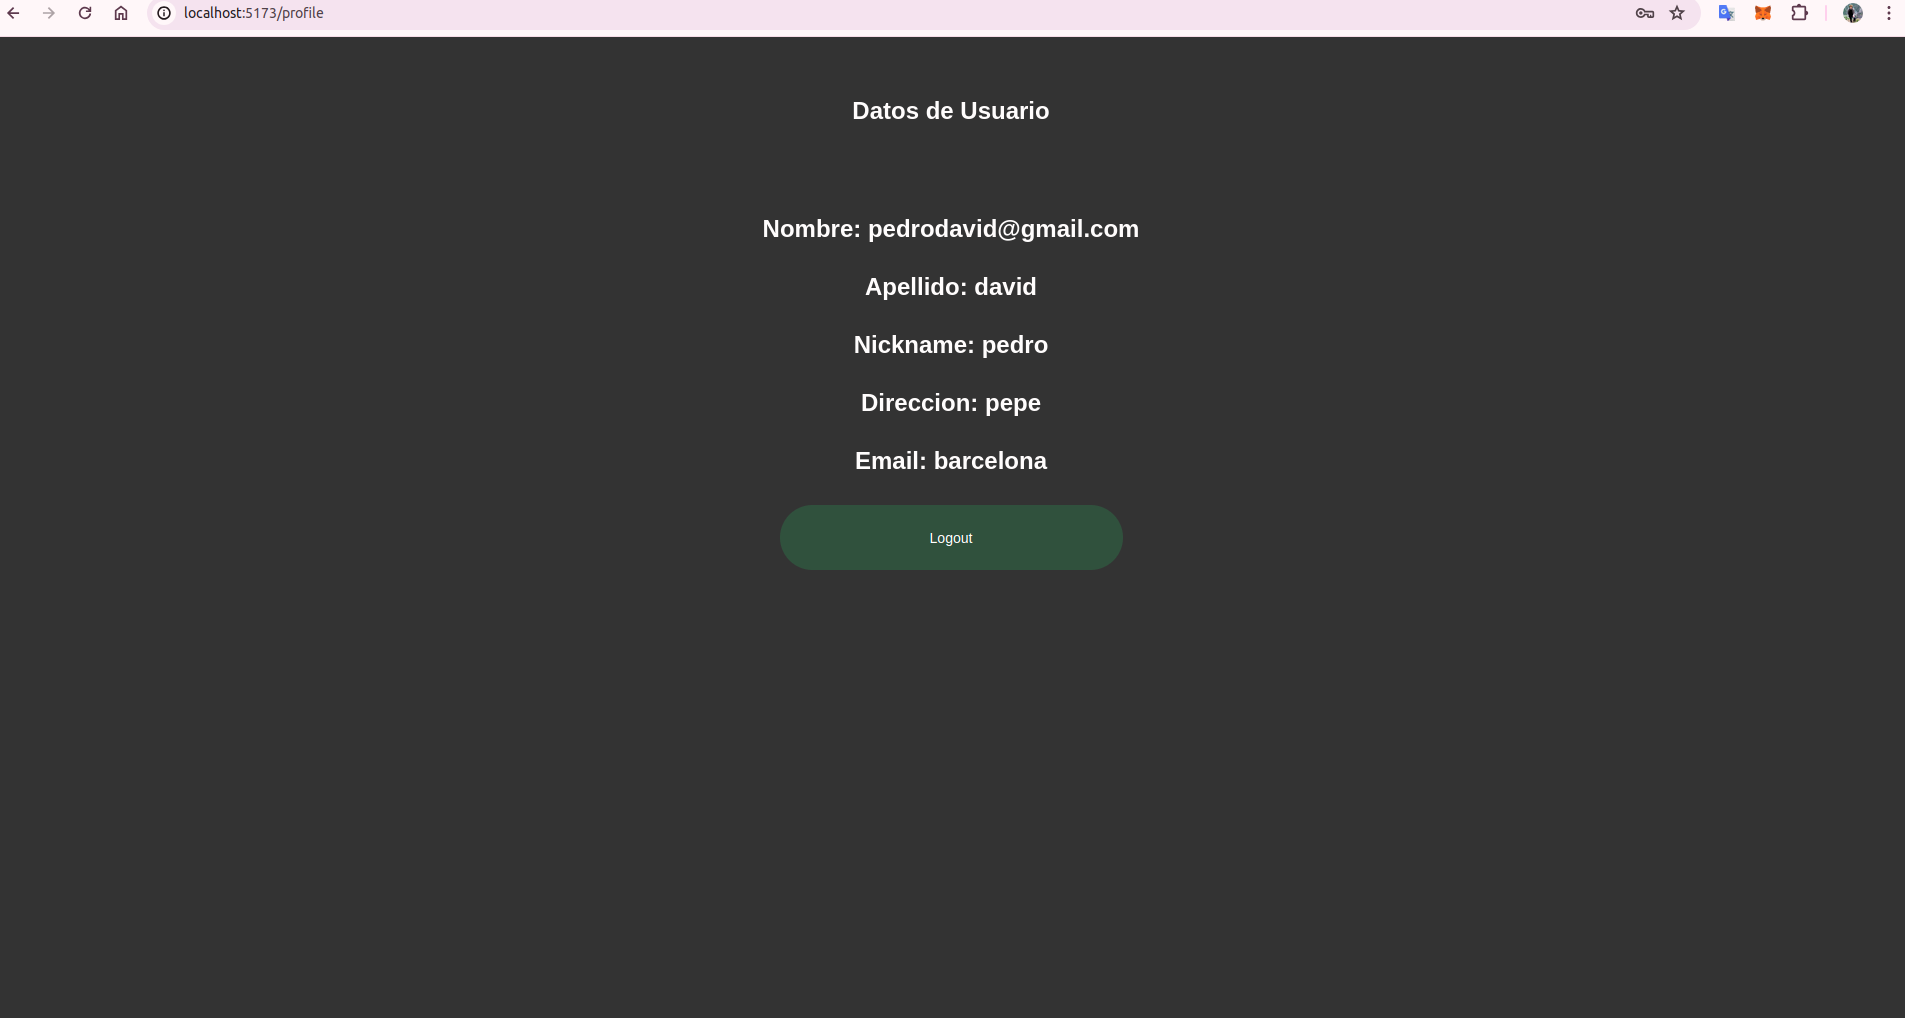 localhost:5173/profile
Datos de Usuario
Nombre: pedrodavid@gmail.com
Apellido: david
Nickname: pedro
Direccion: pepe
Email: barcelona
Logout